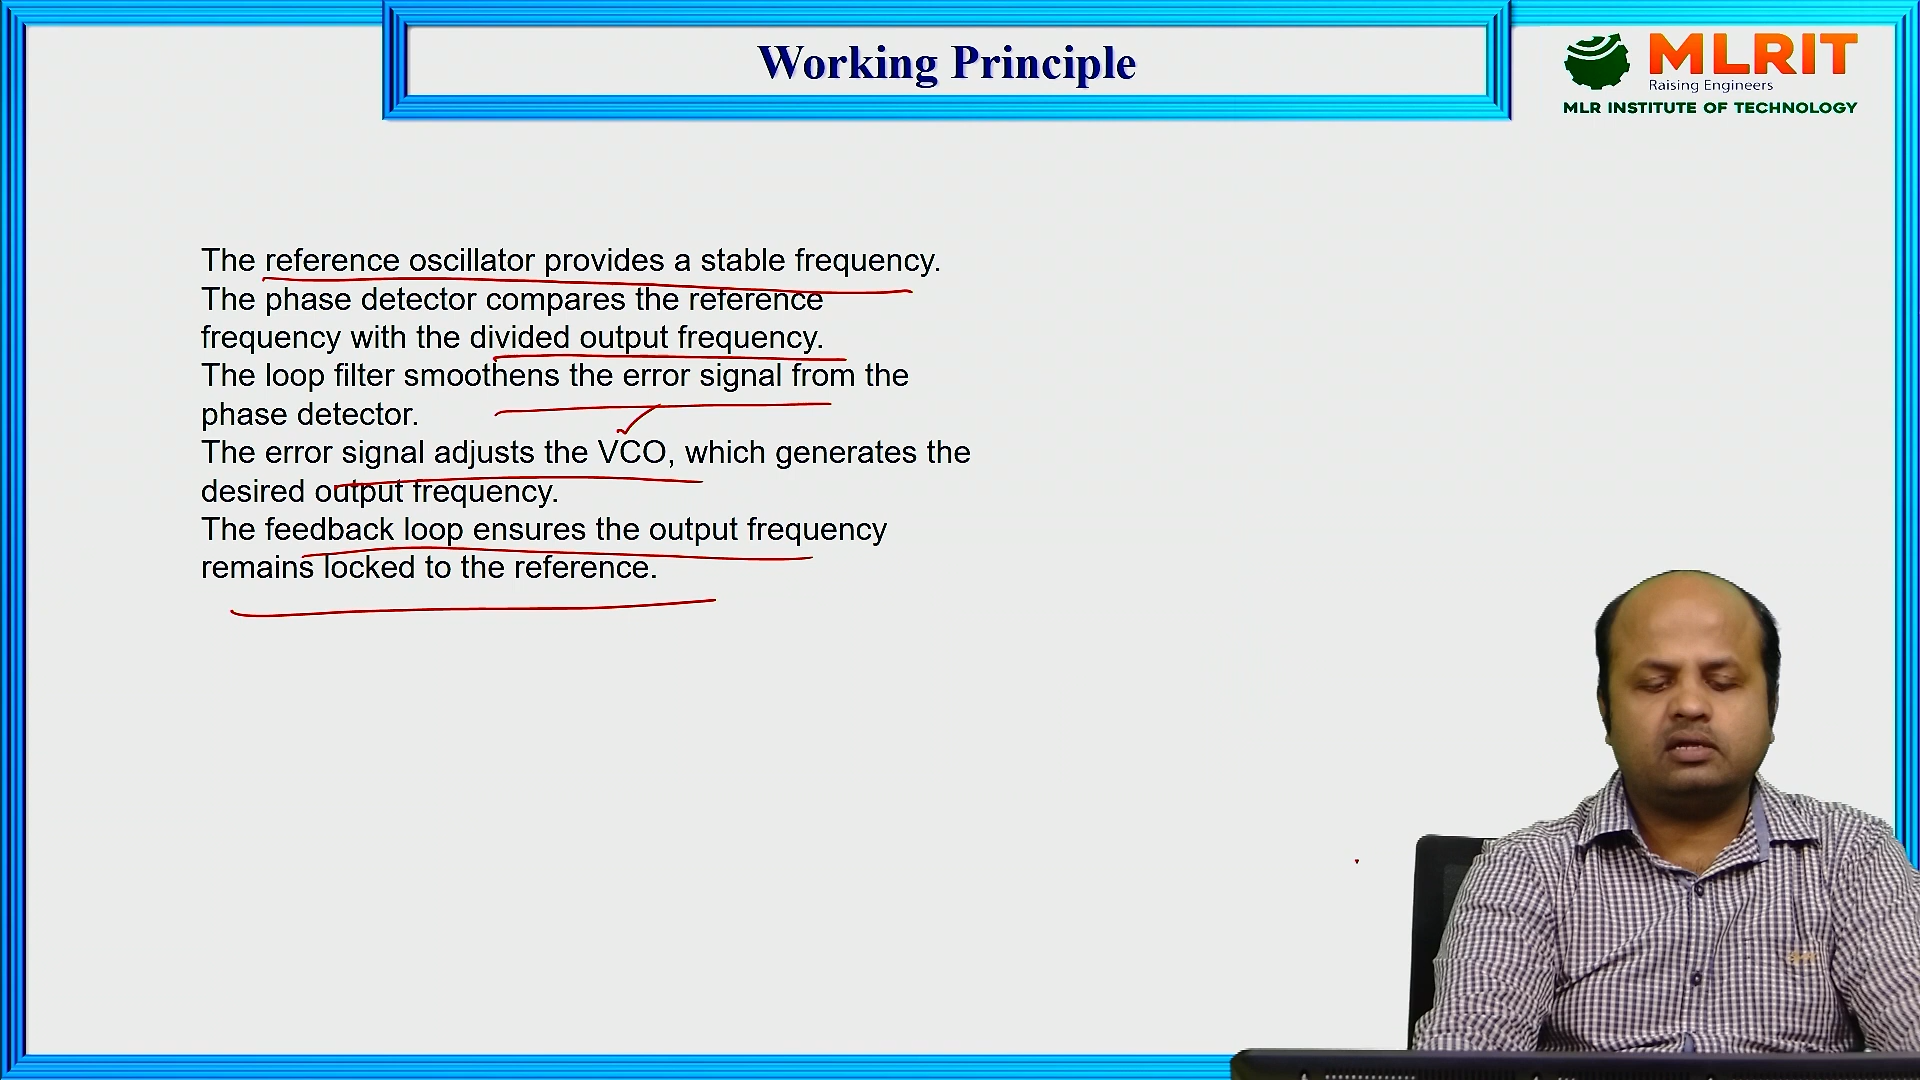 Working Principle
MLRIT
Raising Engineers
MLR INSTITUTE OF TECHNOLOGY
The reference oscillator provides a stable frequency.
The phase detector compares the reference
frequency with the divided output frequency.
The loop filter smoothens the error signal from the
phase detector.
The error signal adjusts the VCO, which generates the
desired output frequency.
The feedback loop ensures the output frequency
remains locked to the reference.